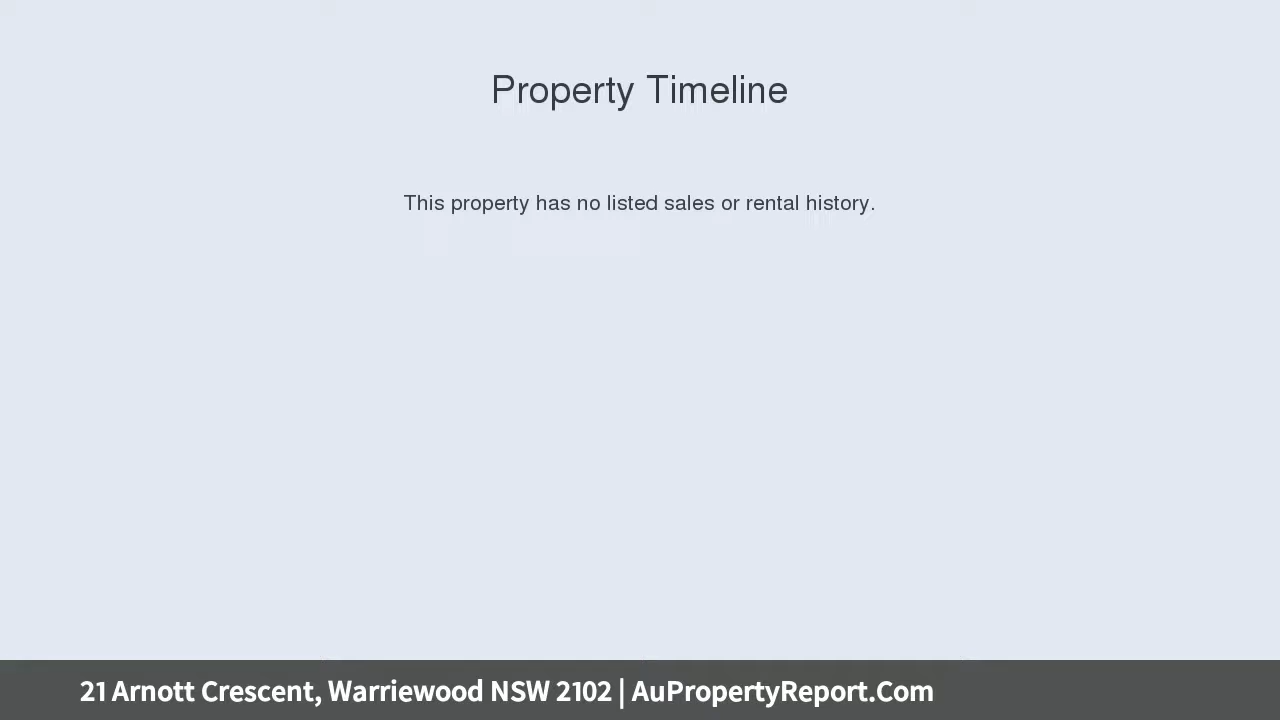 Property Timeline
This property has no listed sales or rental history.
21 Arnott Crescent, Warriewood NSW 2102 | AuPropertyReport.Com